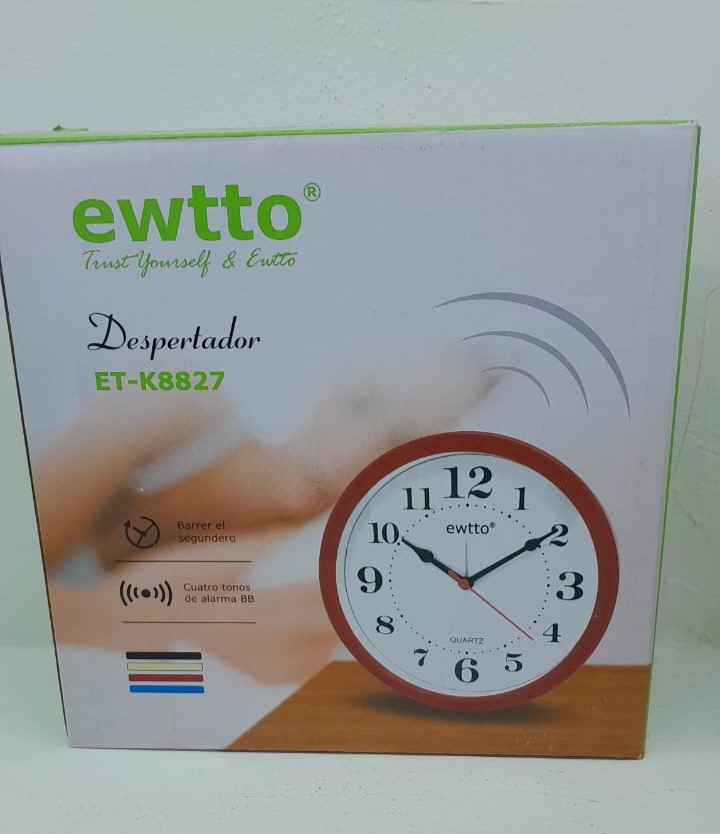 ewtto®
Trust Yourself & Ewtto
Despertador
ET-K8827
Barrer el
segundero
Cuatro tonos
de alarma BB
12
11
1
ewtto®
10
2
9
3
8
4
QUARTZ
7
5
6